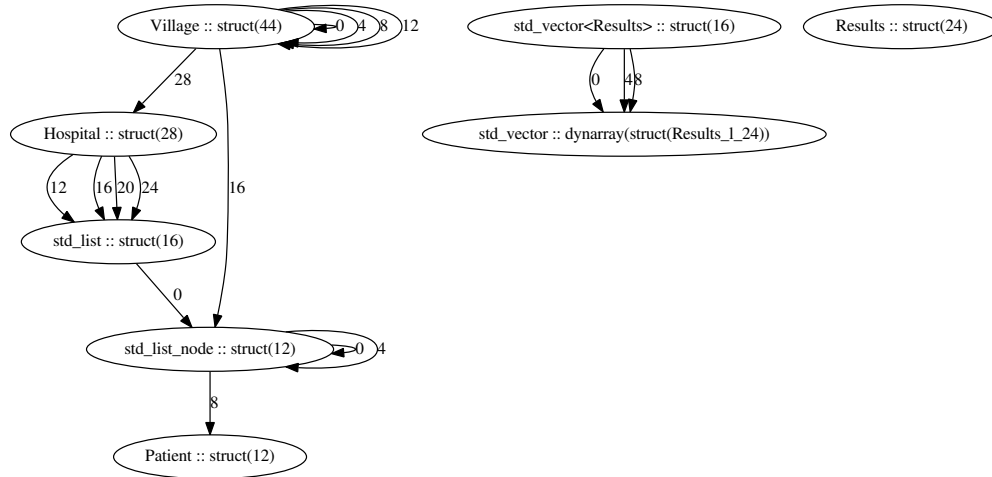 Village :: struct(44)
0
4
8
12
std_vector<Results> :: struct(16)
Results :: struct(24)
28
0
4
8
Hospital :: struct(28)
std_vector :: dynarray(struct(Results_1_24))
12
16
20
24
16
std_list :: struct(16)
0
std_list_node :: struct(12)
0
4
8
Patient :: struct(12)